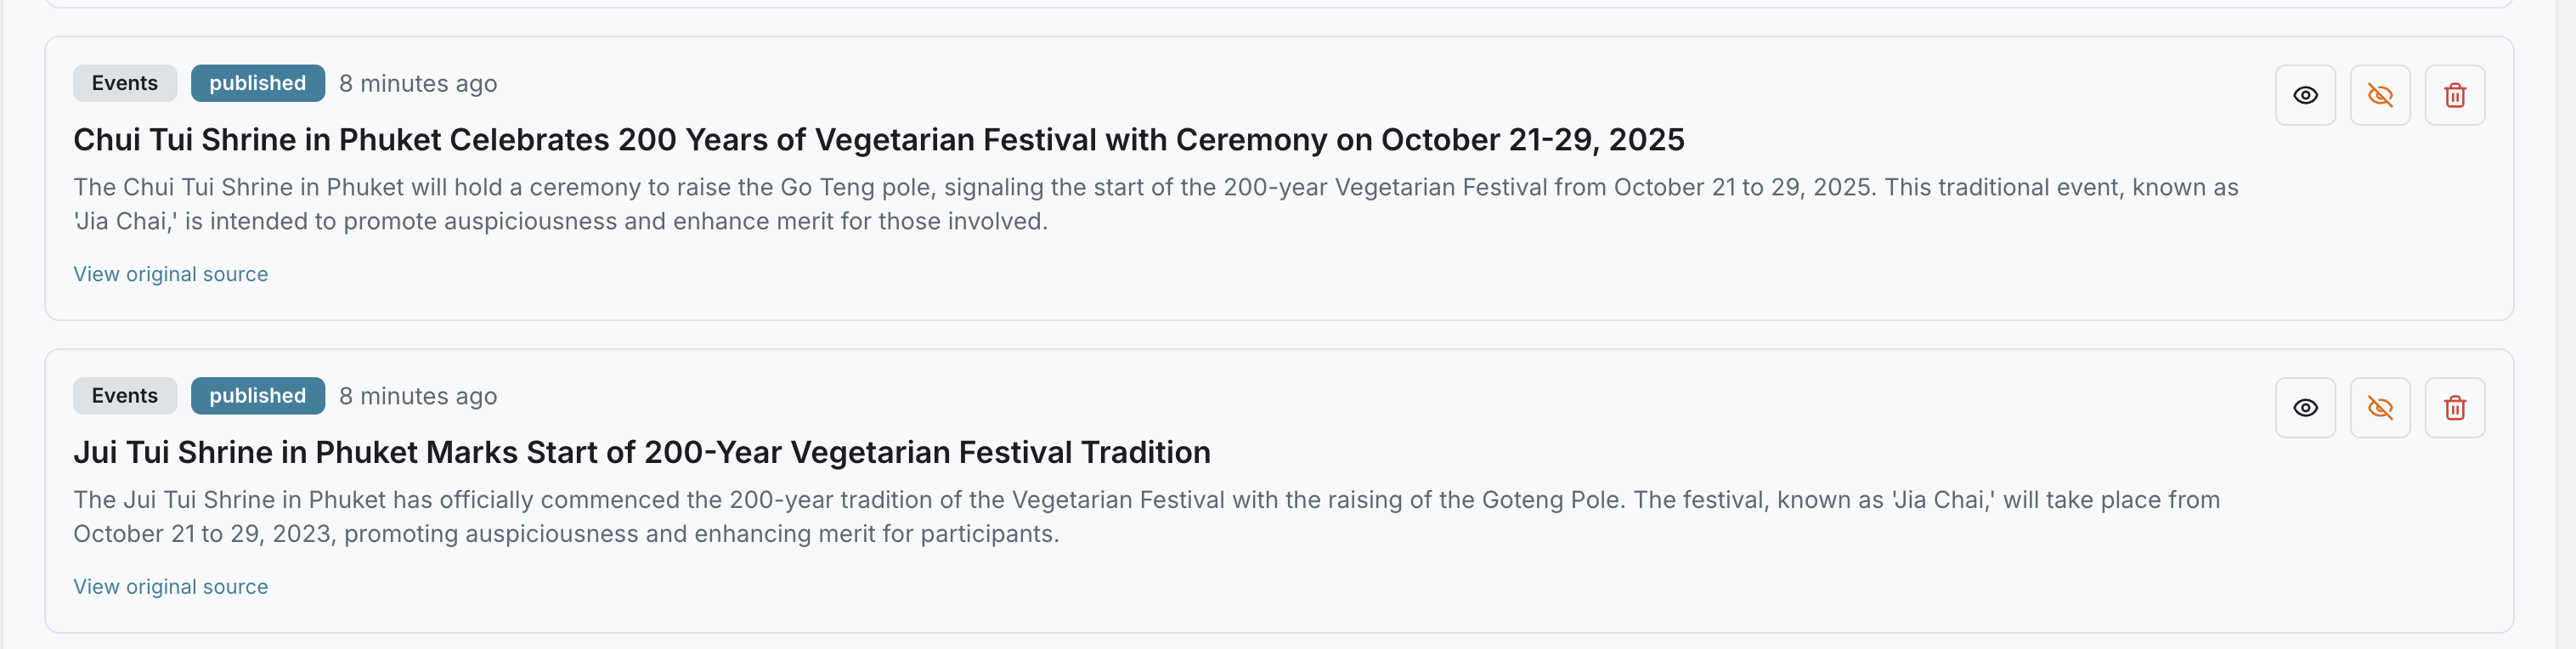 Events published 8 minutes ago
Chui Tui Shrine in Phuket Celebrates 200 Years of Vegetarian Festival with Ceremony on October 21-29, 2025
The Chui Tui Shrine in Phuket will hold a ceremony to raise the Go Teng pole, signaling the start of the 200-year Vegetarian Festival from October 21 to 29, 2025. This traditional event, known as
'Jia Chai,' is intended to promote auspiciousness and enhance merit for those involved.
View original source
Events published 8 minutes ago
Jui Tui Shrine in Phuket Marks Start of 200-Year Vegetarian Festival Tradition
The Jui Tui Shrine in Phuket has officially commenced the 200-year tradition of the Vegetarian Festival with the raising of the Goteng Pole. The festival, known as 'Jia Chai,' will take place from
October 21 to 29, 2023, promoting auspiciousness and enhancing merit for participants.
View original source